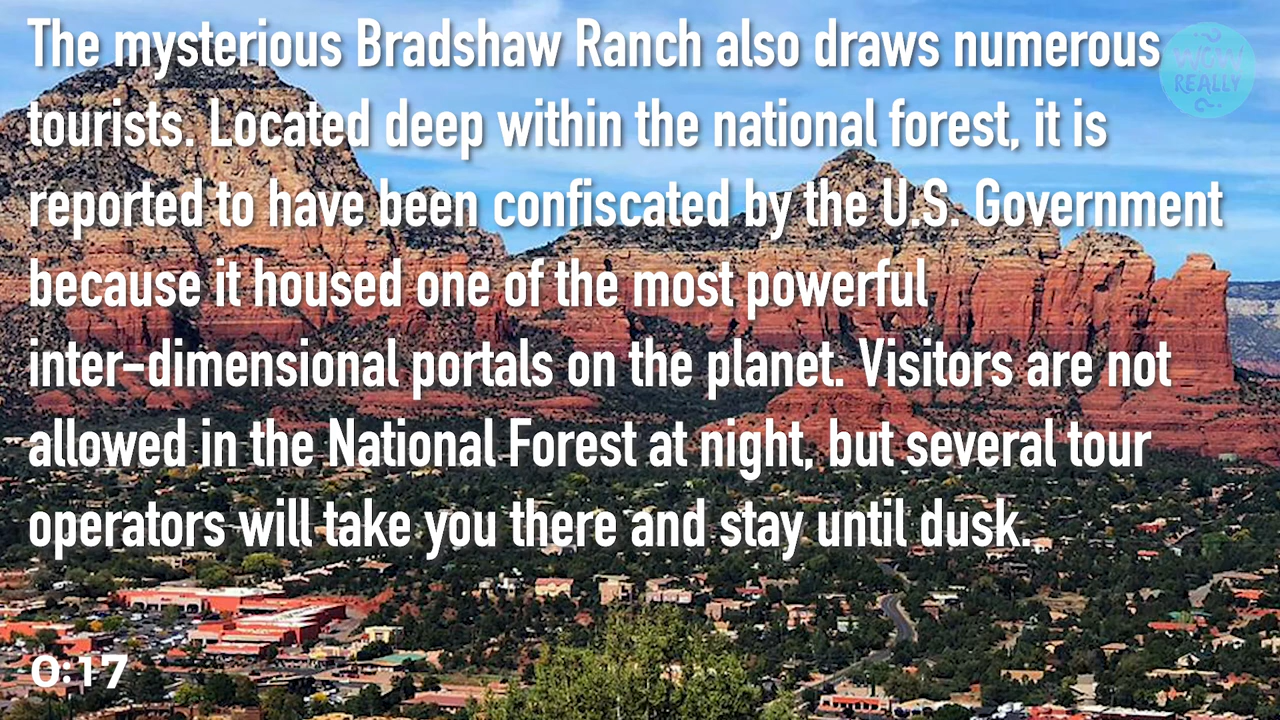 The mysterious Bradshaw Ranch also draws numerous
tourists. Located deep within the national forest, it is
reported to have been confiscated by the U.S. Government
because it housed one of the most powerful
inter-dimensional portals on the planet. Visitors are not
allowed in the National Forest at night, but several tour
operators will take you there and stay until dusk.
WOW
REALLY
0:17